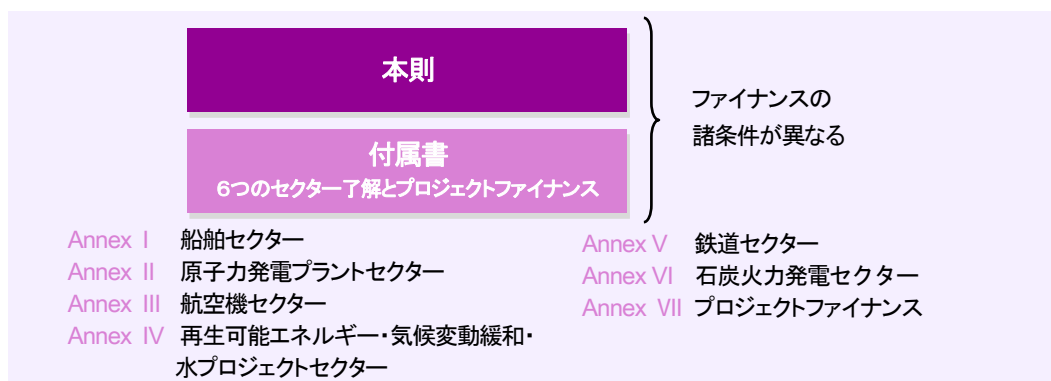 本則
付属書
6つのセクター了解とプロジェクトファイナンス
ファイナンスの
諸条件が異なる
Annex Ⅰ 船舶セクター
Annex Ⅱ 原子力発電プラントセクター
Annex Ⅲ 航空機セクター
Annex Ⅳ 再生可能エネルギー・気候変動緩和・
水プロジェクトセクター
Annex Ⅴ 鉄道セクター
Annex Ⅵ 石炭火力発電セクター
Annex Ⅶ プロジェクトファイナンス